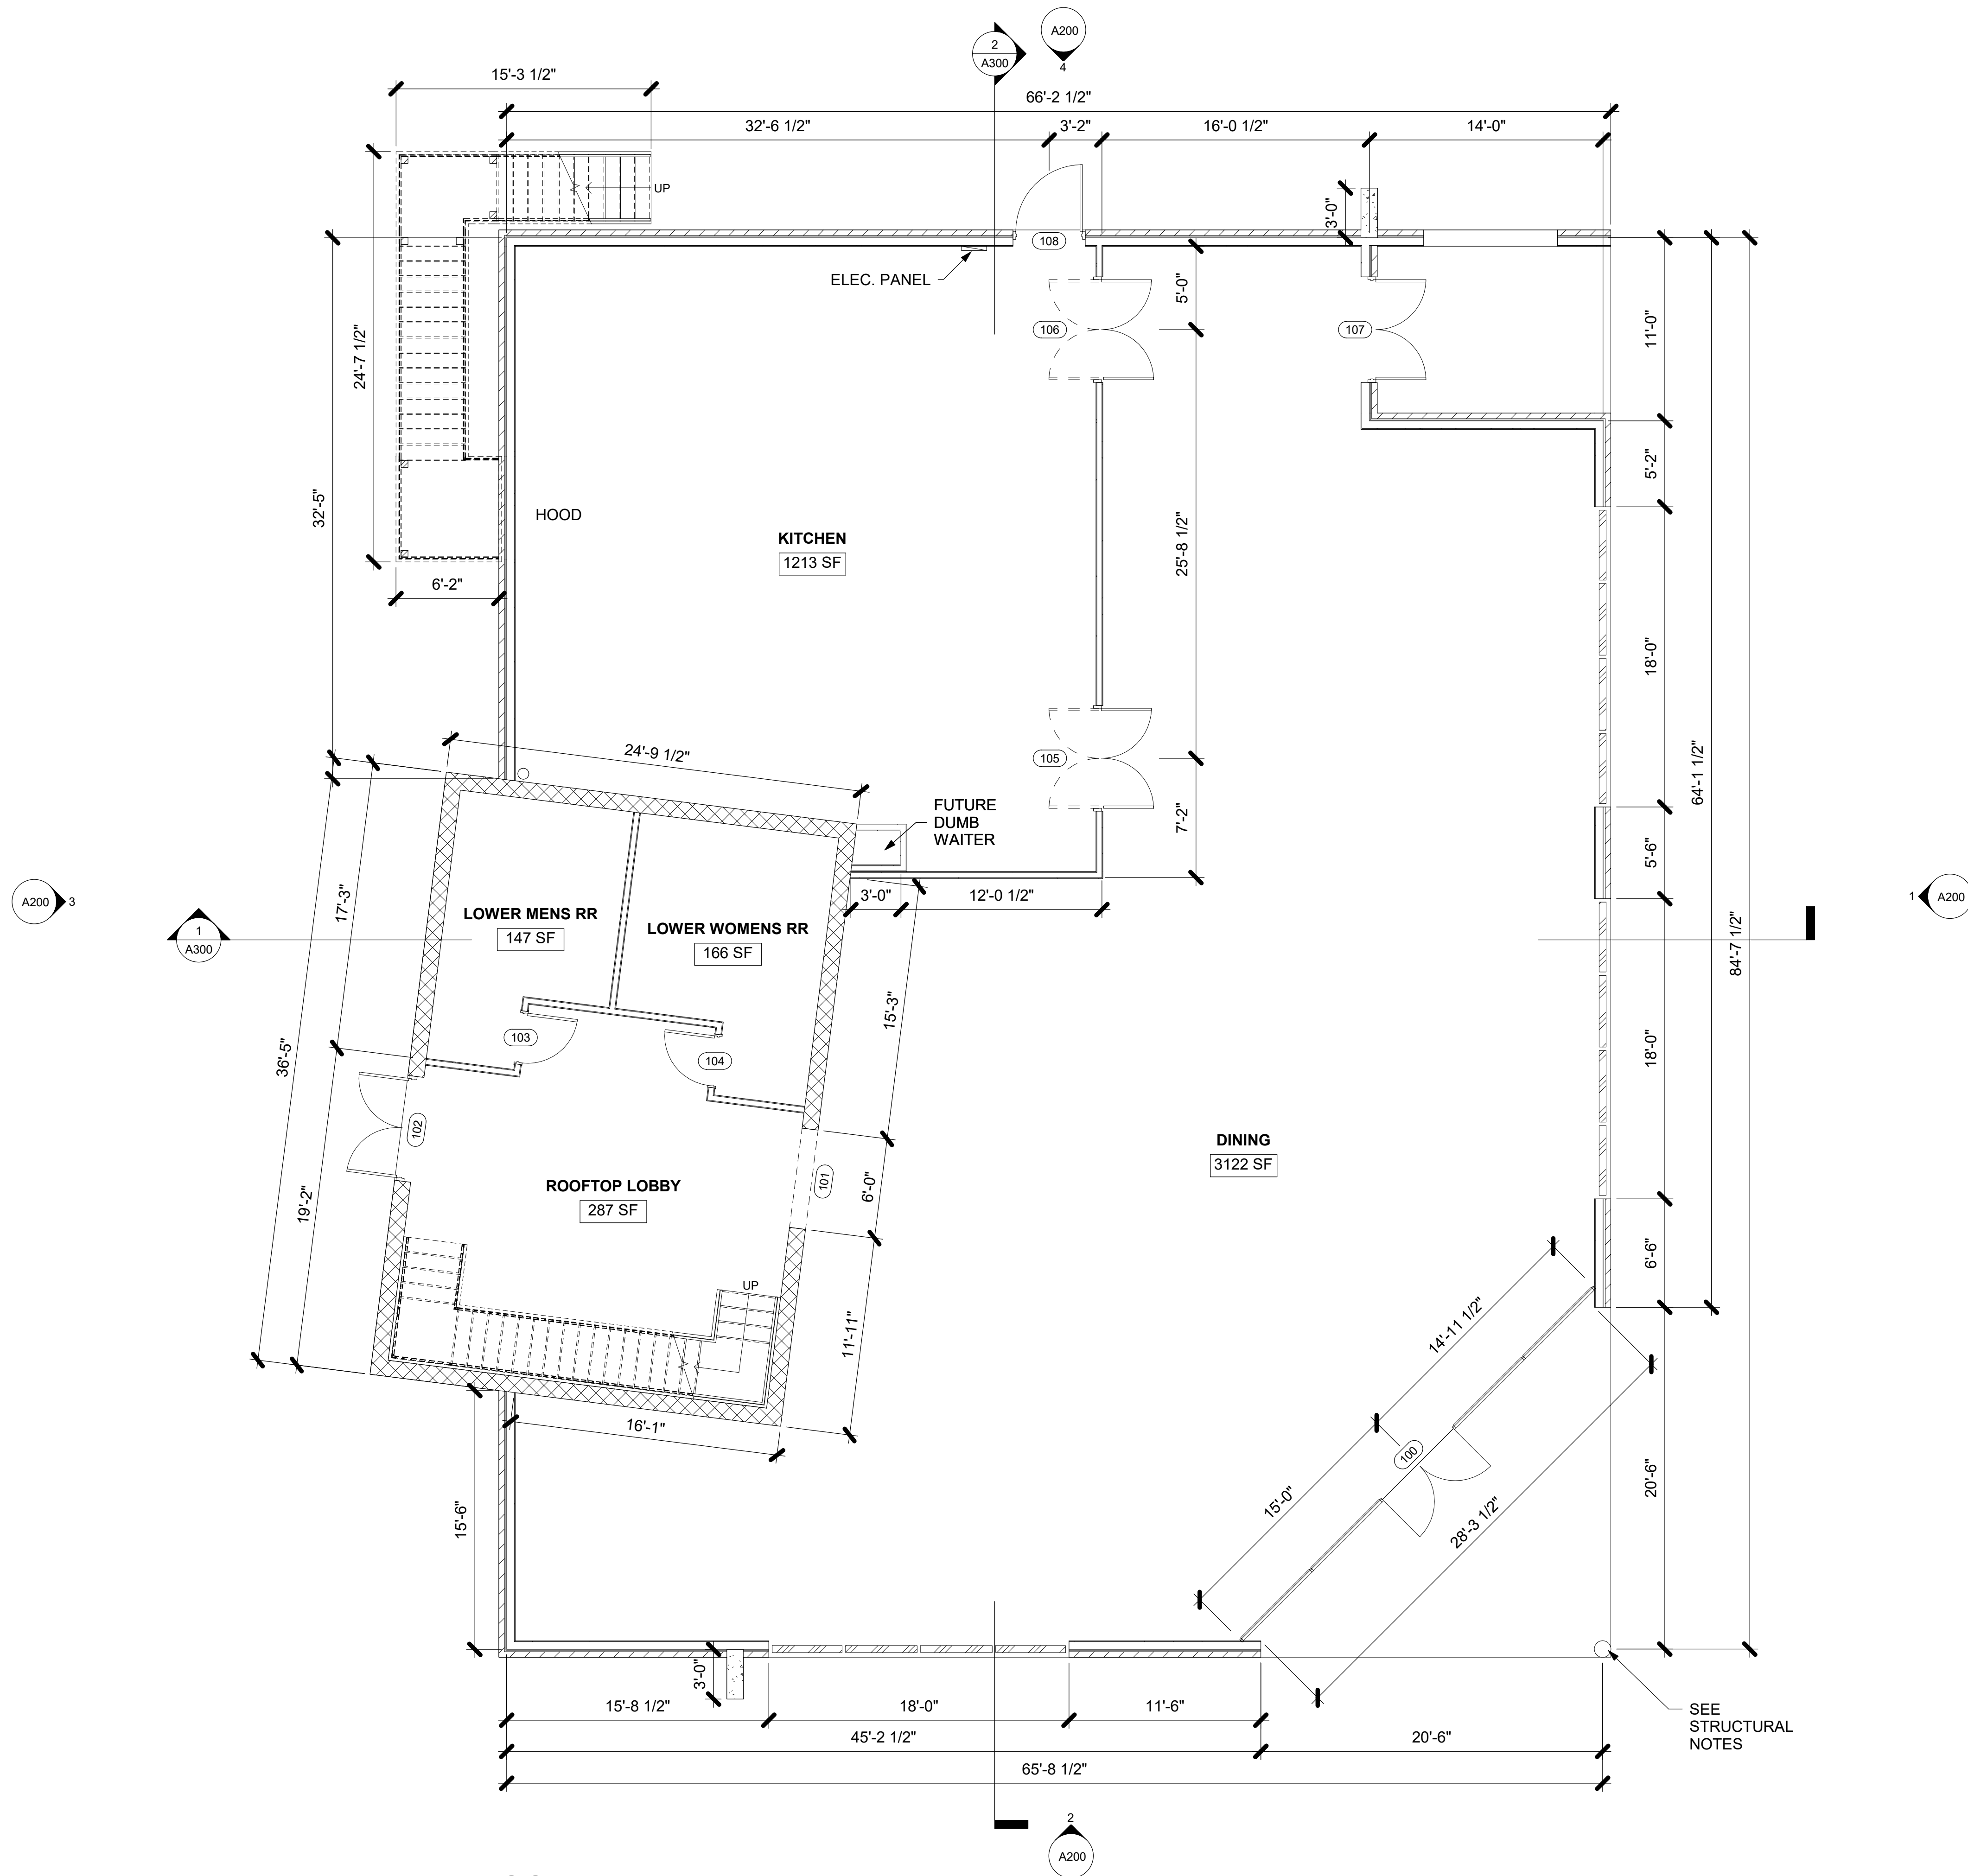 2
A300
A200
4
15'-3 1/2"
66'-2 1/2"
32'-6 1/2"
3'-2"
16'-0 1/2"
14'-0"
UP
3'-0"
108
ELEC. PANEL
5'-0"
106
107
11'-0"
24'-7 1/2"
32'-5"
5'-2"
HOOD
KITCHEN
1213 SF
25'-8 1/2"
6'-2"
18'-0"
24'-9 1/2"
105
64'-1 1/2"
FUTURE
DUMB
WAITER
7'-2"
5'-6"
3'-0"
12'-0 1/2"
A200
3
1
A200
17'-3"
LOWER MENS RR
147 SF
LOWER WOMENS RR
166 SF
1
A300
84'-7 1/2"
15'-3"
36'-5"
103
104
18'-0"
102
DINING
3122 SF
ROOFTOP LOBBY
287 SF
101
6'-0"
19'-2"
6'-6"
UP
11'-11"
14'-11 1/2"
16'-1"
100
15'-6"
15'-0"
28'-3 1/2"
20'-6"
3'-0"
15'-8 1/2"
18'-0"
11'-6"
SEE
STRUCTURAL
NOTES
45'-2 1/2"
20'-6"
65'-8 1/2"
2
A200